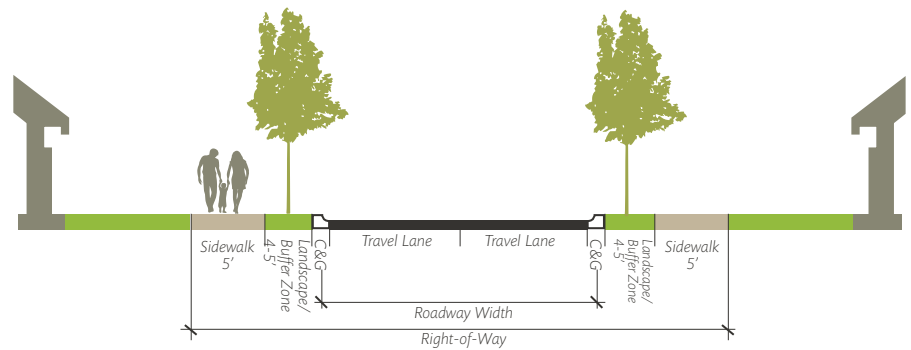 Sidewalk
5’
Landscape/
Buffer Zone
4-5’
C&G
Travel Lane
Travel Lane
C&G
Landscape/
Buffer Zone
4-5’
Sidewalk
5’
Roadway Width
Right-of-Way